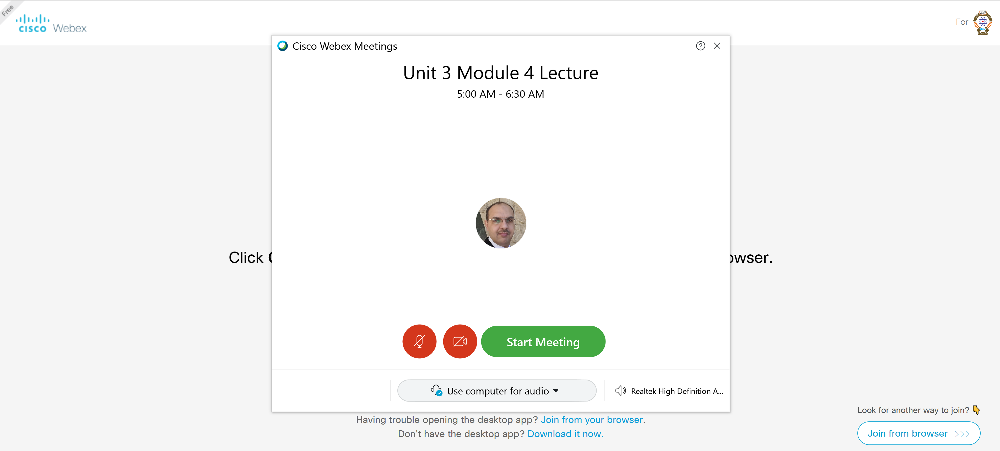 Free
CISCO Webex
For
Cisco Webex Meetings
Unit 3 Module 4 Lecture
5:00 AM - 6:30 AM
Click
owser.
Start Meeting
Use computer for audio
Realtek High Definition A...
Look for another way to join?
Having trouble opening the desktop app? Join from your browser.
Don't have the desktop app? Download it now.
Join from browser